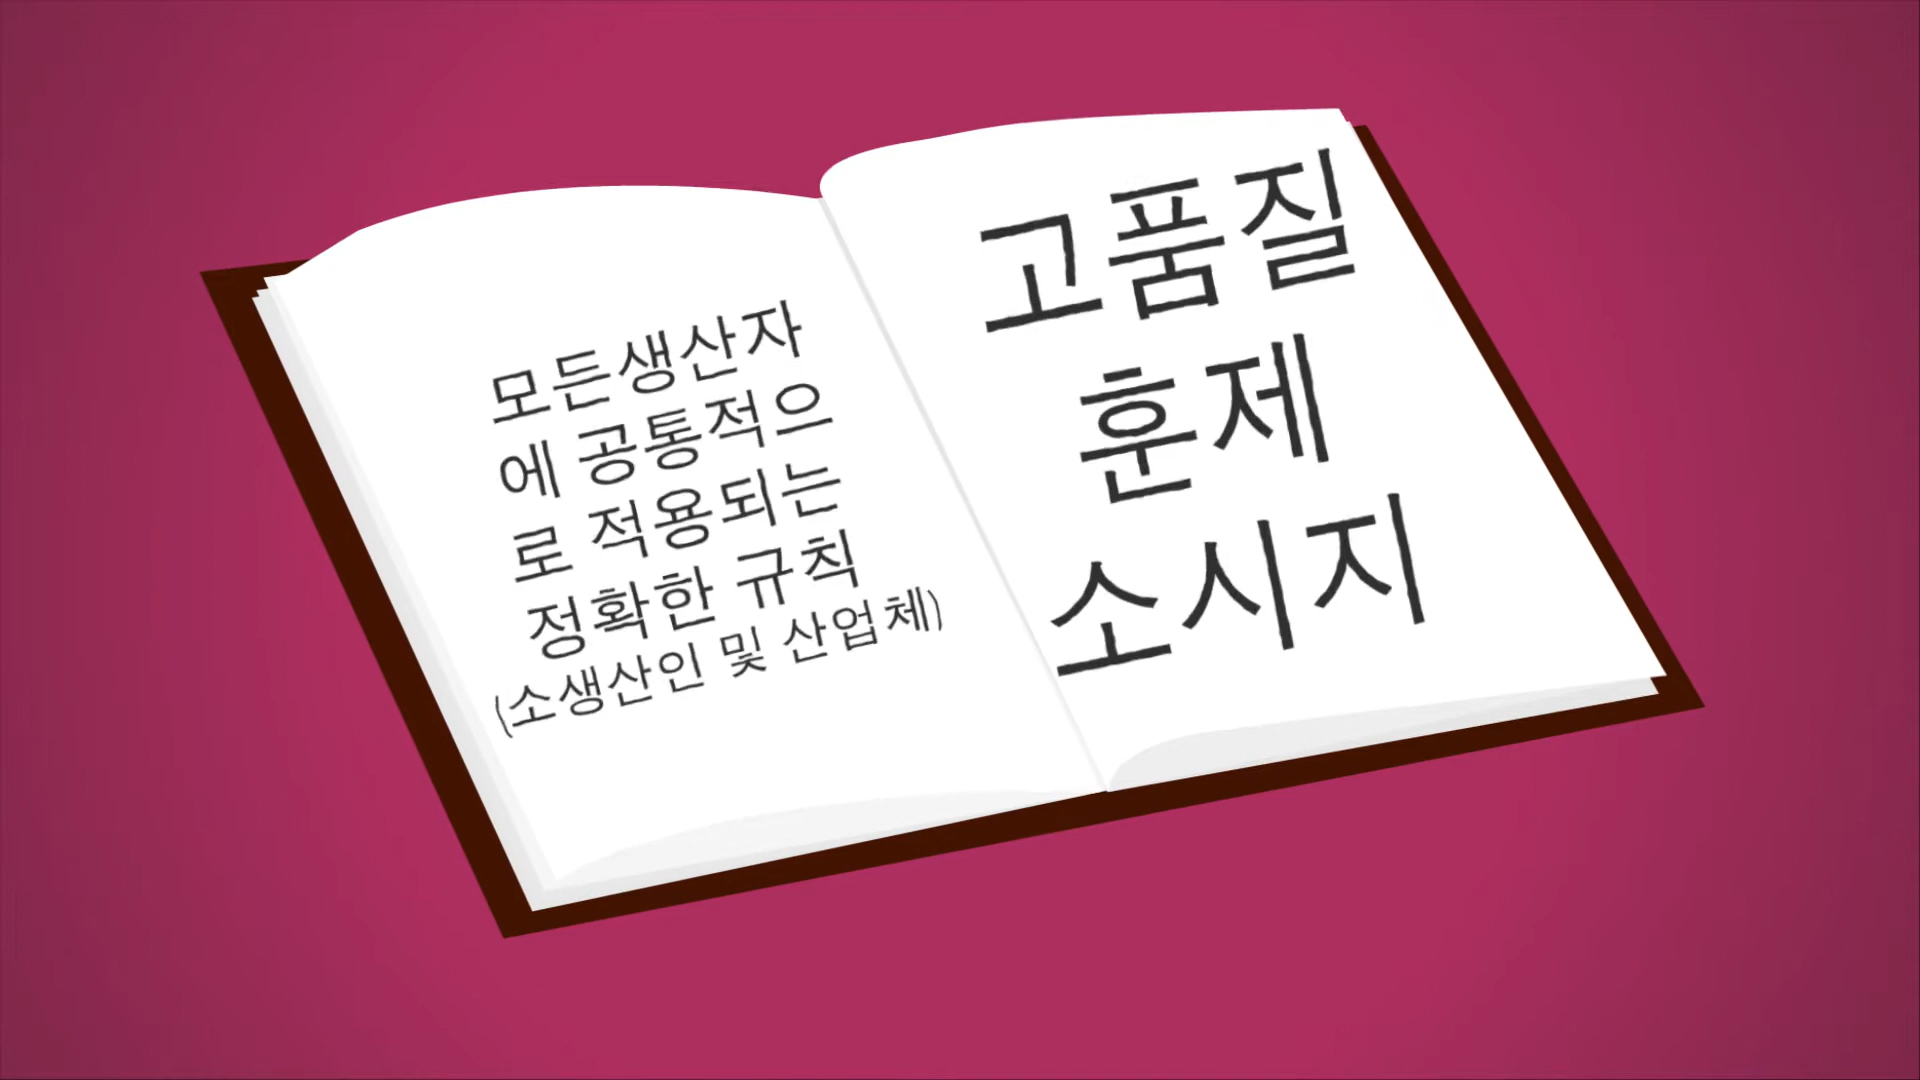 모든생산자
에 공통적으
로 적용되는
정확한 규칙
(소생산인 및 산업체)
고품질
훈제
소시지